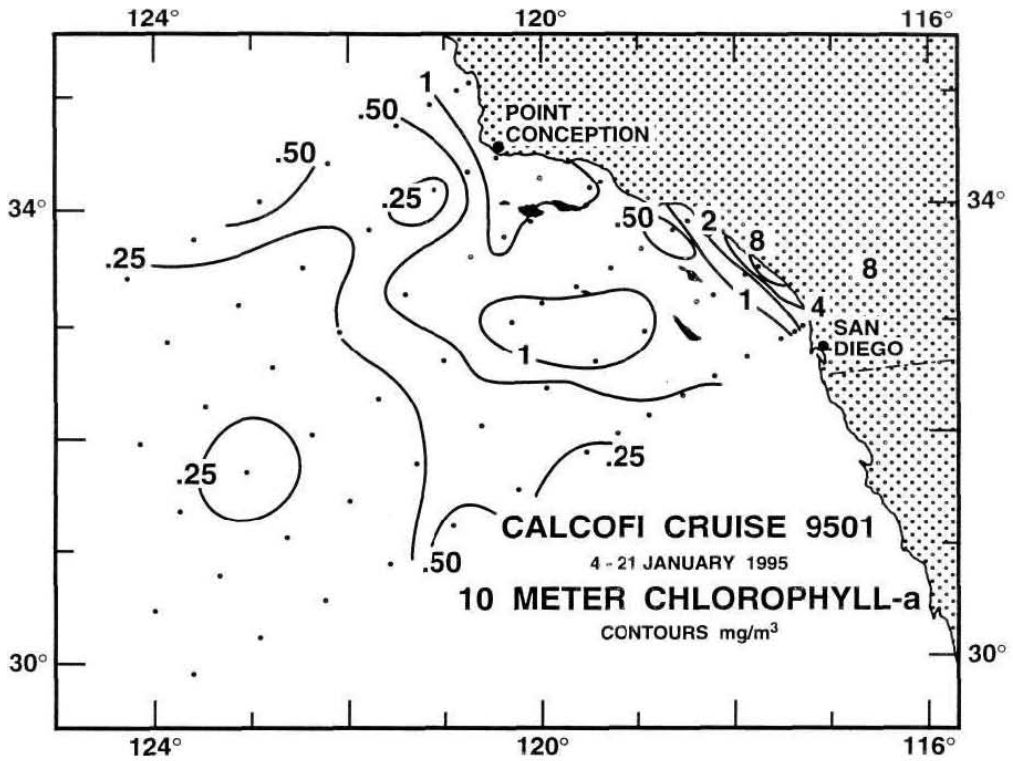 124° 120° 116°
1
.50
POINT
CONCEPTION
.50
.25
34° 34°
.50 2
8
.25
8
1
4
SAN
DIEGO
1
.25
.25
CALCOFI CRUISE 9501
.50
4 - 21 JANUARY 1995
10 METER CHLOROPHYLL-a
CONTOURS mg/m³
30° 30°
124° 120° 116°